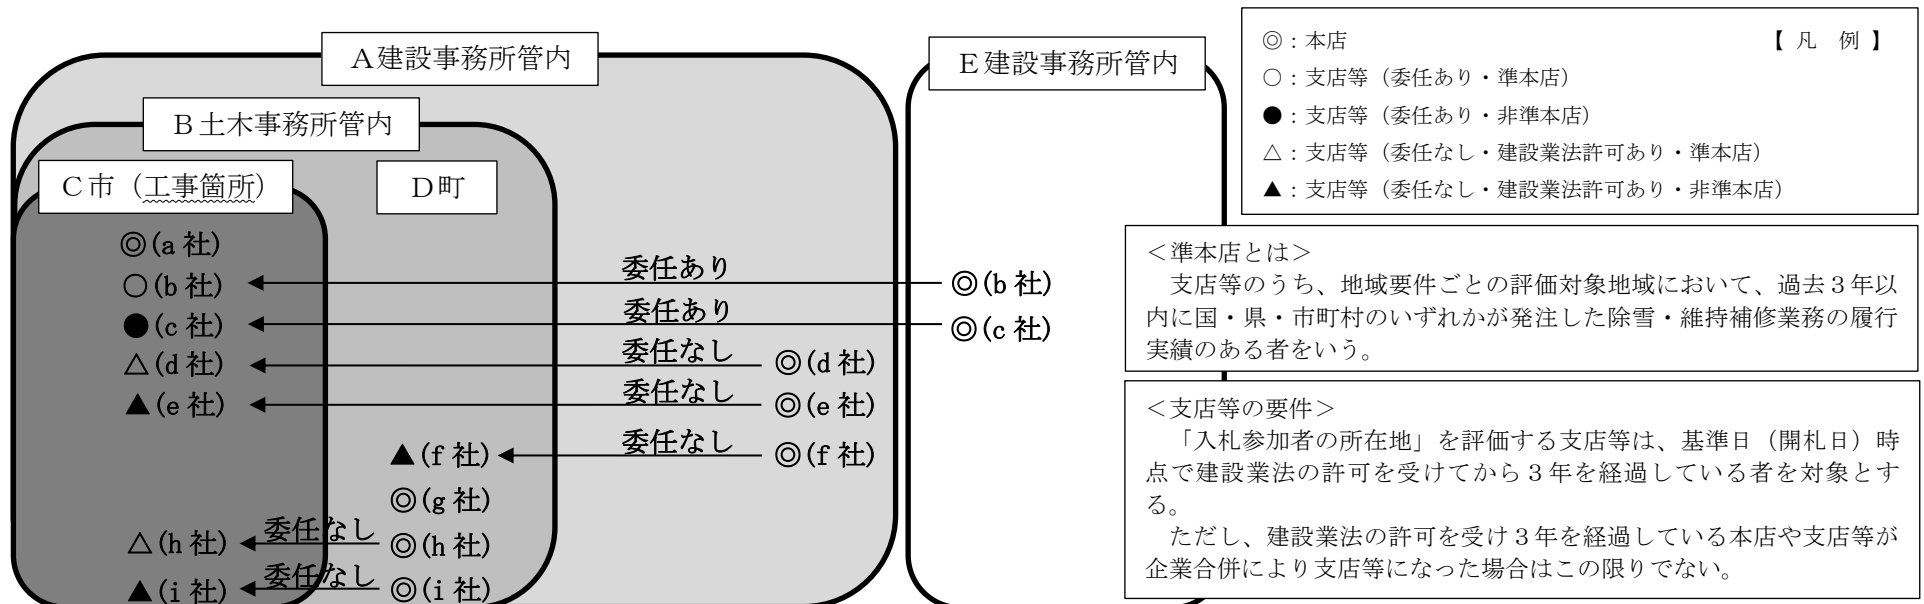 A建設事務所管内
E建設事務所管内
B土木事務所管内
C市（工事箇所）
D町
◎(a 社)
○(b 社)
委任あり
◎(b 社)
●(c 社)
委任あり
◎(c 社)
△(d 社)
委任なし
◎(d 社)
▲(e 社)
委任なし
◎(e 社)
▲(f 社)
委任なし
◎(f 社)
◎(g 社)
△(h 社)
委任なし
◎(h 社)
▲(i 社)
委任なし
◎(i 社)
◎：本店 【 凡 例 】
○：支店等（委任あり・準本店）
●：支店等（委任あり・非準本店）
△：支店等（委任なし・建設業法許可あり・準本店）
▲：支店等（委任なし・建設業法許可あり・非準本店）
＜準本店とは＞
支店等のうち、地域要件ごとの評価対象地域において、過去３年以
内に国・県・市町村のいずれかが発注した除雪・維持補修業務の履行
実績のある者をいう。
＜支店等の要件＞
「入札参加者の所在地」を評価する支店等は、基準日（開札日）時
点で建設業法の許可を受けてから３年を経過している者を対象とす
る。
ただし、建設業法の許可を受け３年を経過している本店や支店等が
企業合併により支店等になった場合はこの限りでない。